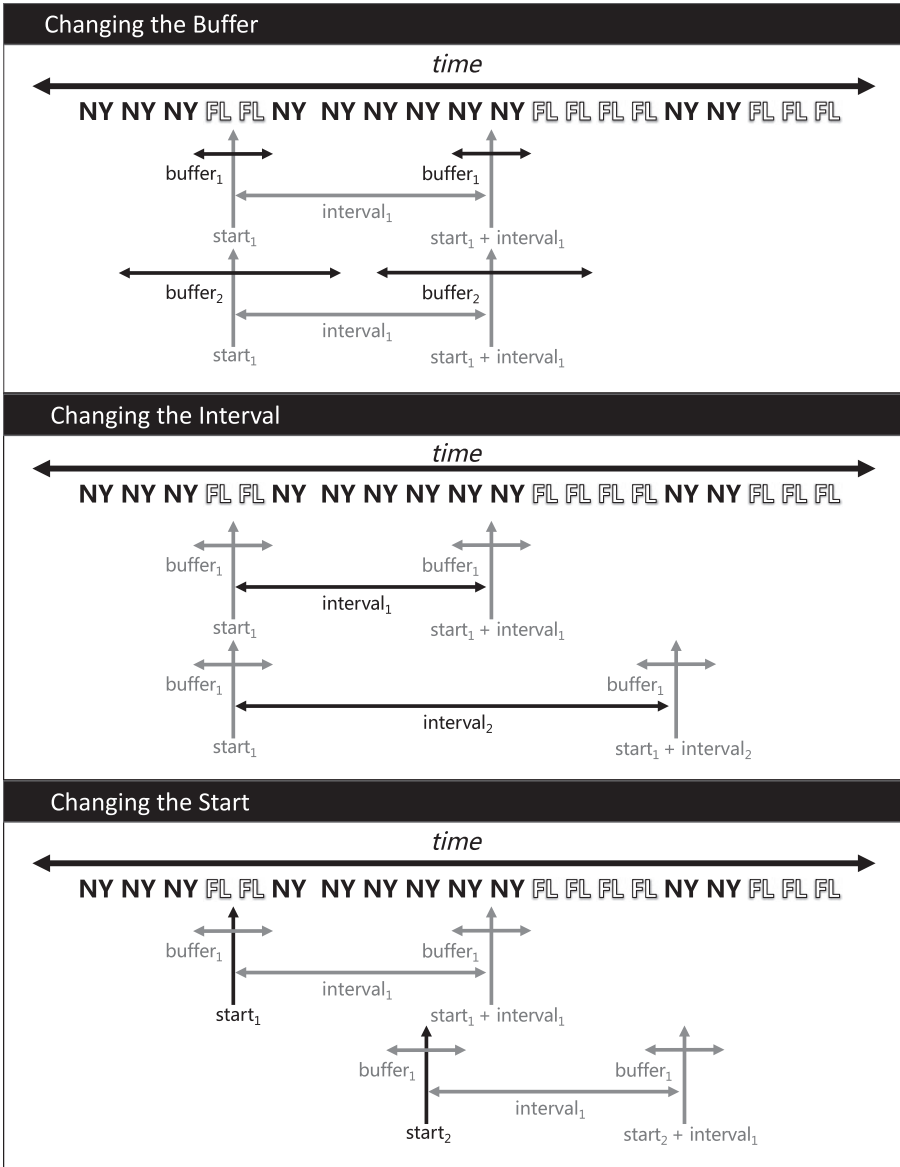 Changing the Buffer
time
NY NY NY FL FL NY NY NY NY NY NY FL FL FL FL NY NY FL FL FL
buffer₁ buffer₁
interval₁
start₁ start₁ + interval₁
buffer₂ buffer₂
interval₁
start₁ start₁ + interval₁
Changing the Interval
time
NY NY NY FL FL NY NY NY NY NY NY FL FL FL FL NY NY FL FL FL
buffer₁ buffer₁
interval₁
start₁ start₁ + interval₁
buffer₁ buffer₁
interval₂
start₁ start₁ + interval₂
Changing the Start
time
NY NY NY FL FL NY NY NY NY NY NY FL FL FL FL NY NY FL FL FL
buffer₁ buffer₁
interval₁
start₁ start₁ + interval₁
buffer₁ buffer₁
interval₁
start₂ start₂ + interval₁